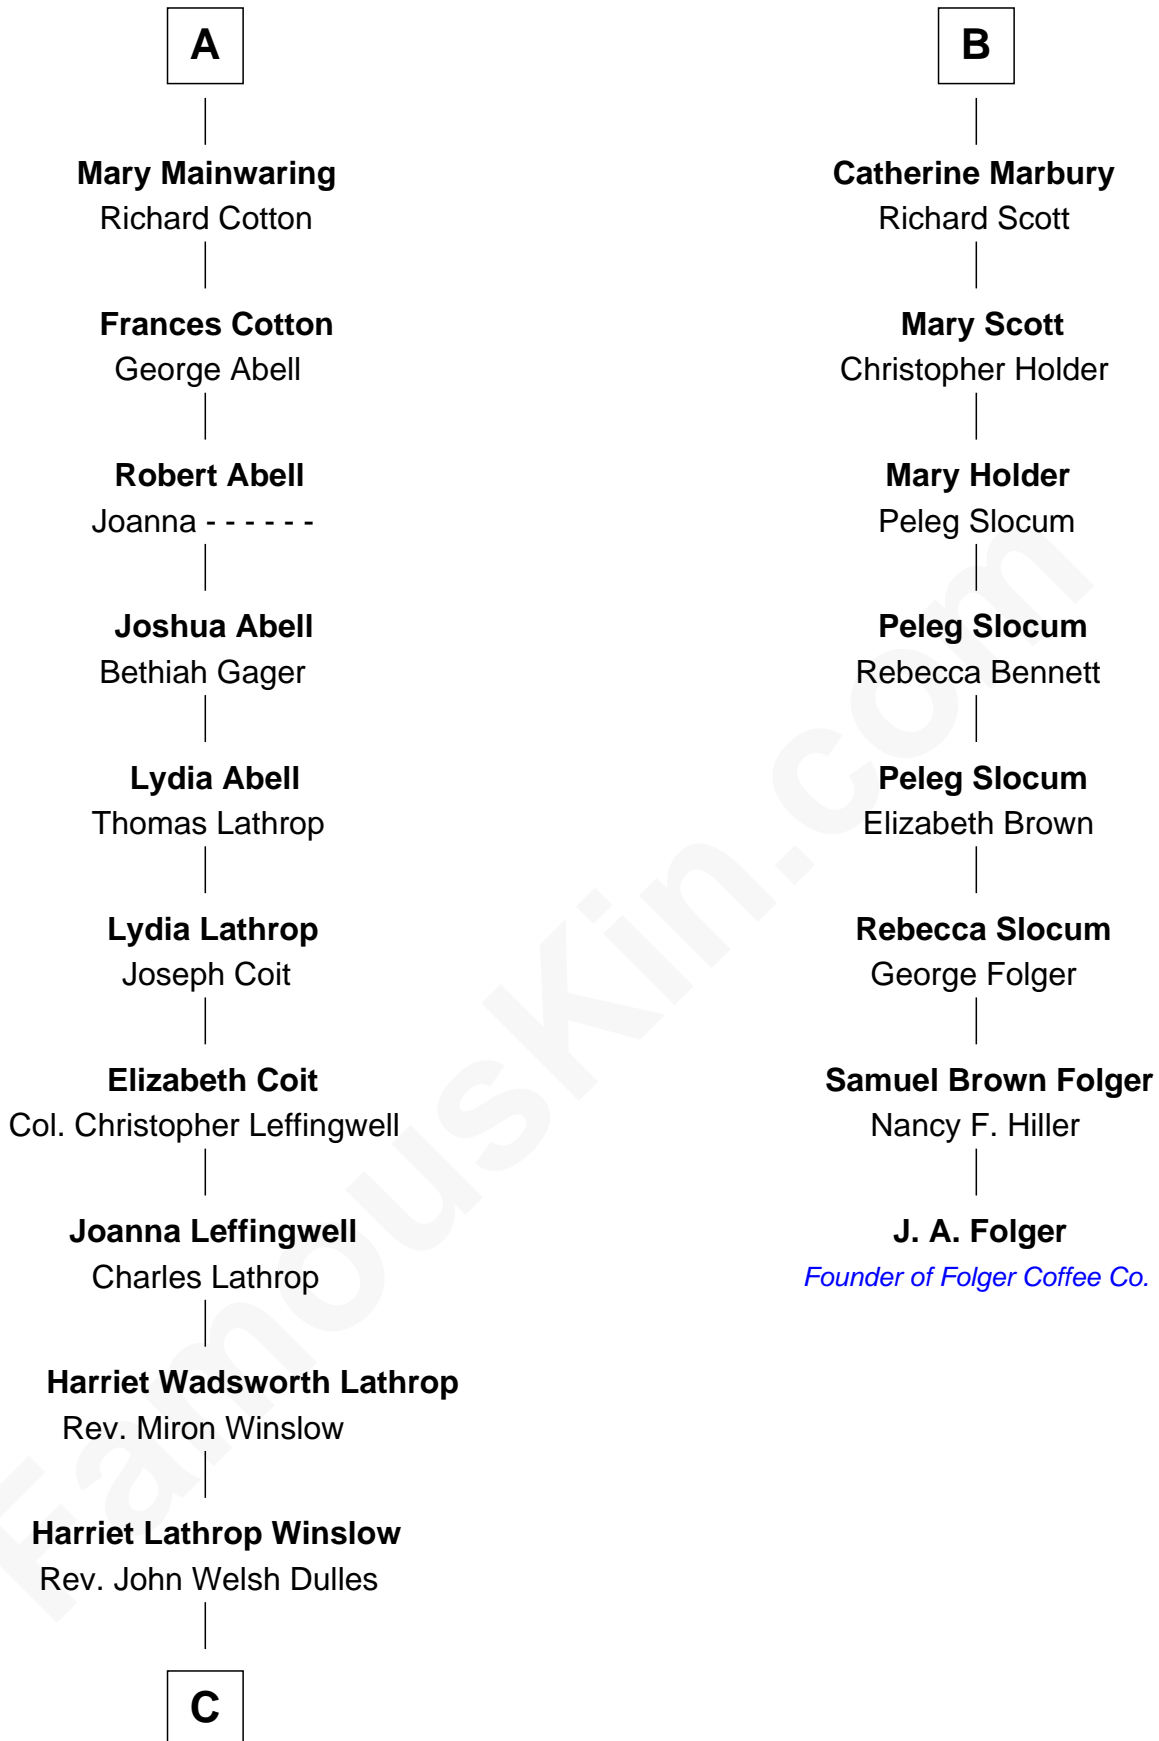 A
Mary Mainwaring
Richard Cotton
Frances Cotton
George Abell
Robert Abell
Joanna - - - - - -
Joshua Abell
Bethiah Gager
Lydia Abell
Thomas Lathrop
Lydia Lathrop
Joseph Coit
Elizabeth Coit
Col. Christopher Leffingwell
Joanna Leffingwell
Charles Lathrop
Harriet Wadsworth Lathrop
Rev. Miron Winslow
Harriet Lathrop Winslow
Rev. John Welsh Dulles
C
B
Catherine Marbury
Richard Scott
Mary Scott
Christopher Holder
Mary Holder
Peleg Slocum
Peleg Slocum
Rebecca Bennett
Peleg Slocum
Elizabeth Brown
Rebecca Slocum
George Folger
Samuel Brown Folger
Nancy F. Hiller
J. A. Folger
Founder of Folger Coffee Co.
FamousKin.com